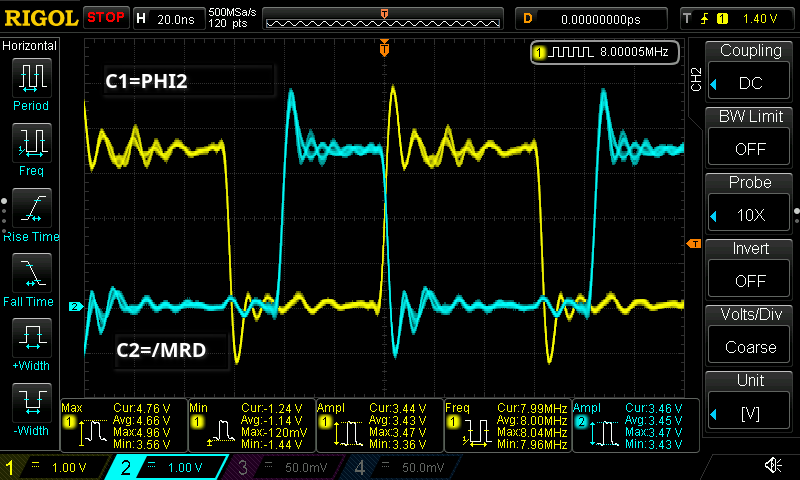 RIGOL STOP H 20.0ns 500MSa/s 120 pts T D 0.00000000ps T 1 1.40 V
Horizontal
Period
Freq
Rise Time
Fall Time
+Width
-Width
C1=PHI2
T
1 8.00005MHz
T
2
C2=/MRD
CH2
Coupling
DC
BW Limit
OFF
Probe
10X
Invert
OFF
Volts/Div
Coarse
Unit
[V]
Max
1
Cur:4.76 V
Avg:4.66 V
Max:4.96 V
Min:3.56 V
Min
1
Cur:-1.24 V
Avg:-1.14 V
Max:-120mV
Min:-1.44 V
Ampl
1
Cur:3.44 V
Avg:3.43 V
Max:3.47 V
Min:3.36 V
Freq
1
Cur:7.99MHz
Avg:8.00MHz
Max:8.04MHz
Min:7.96MHz
Ampl
2
Cur:3.46 V
Avg:3.45 V
Max:3.47 V
Min:3.43 V
1 1.00 V 2 1.00 V 3 50.0mV 4 50.0mV